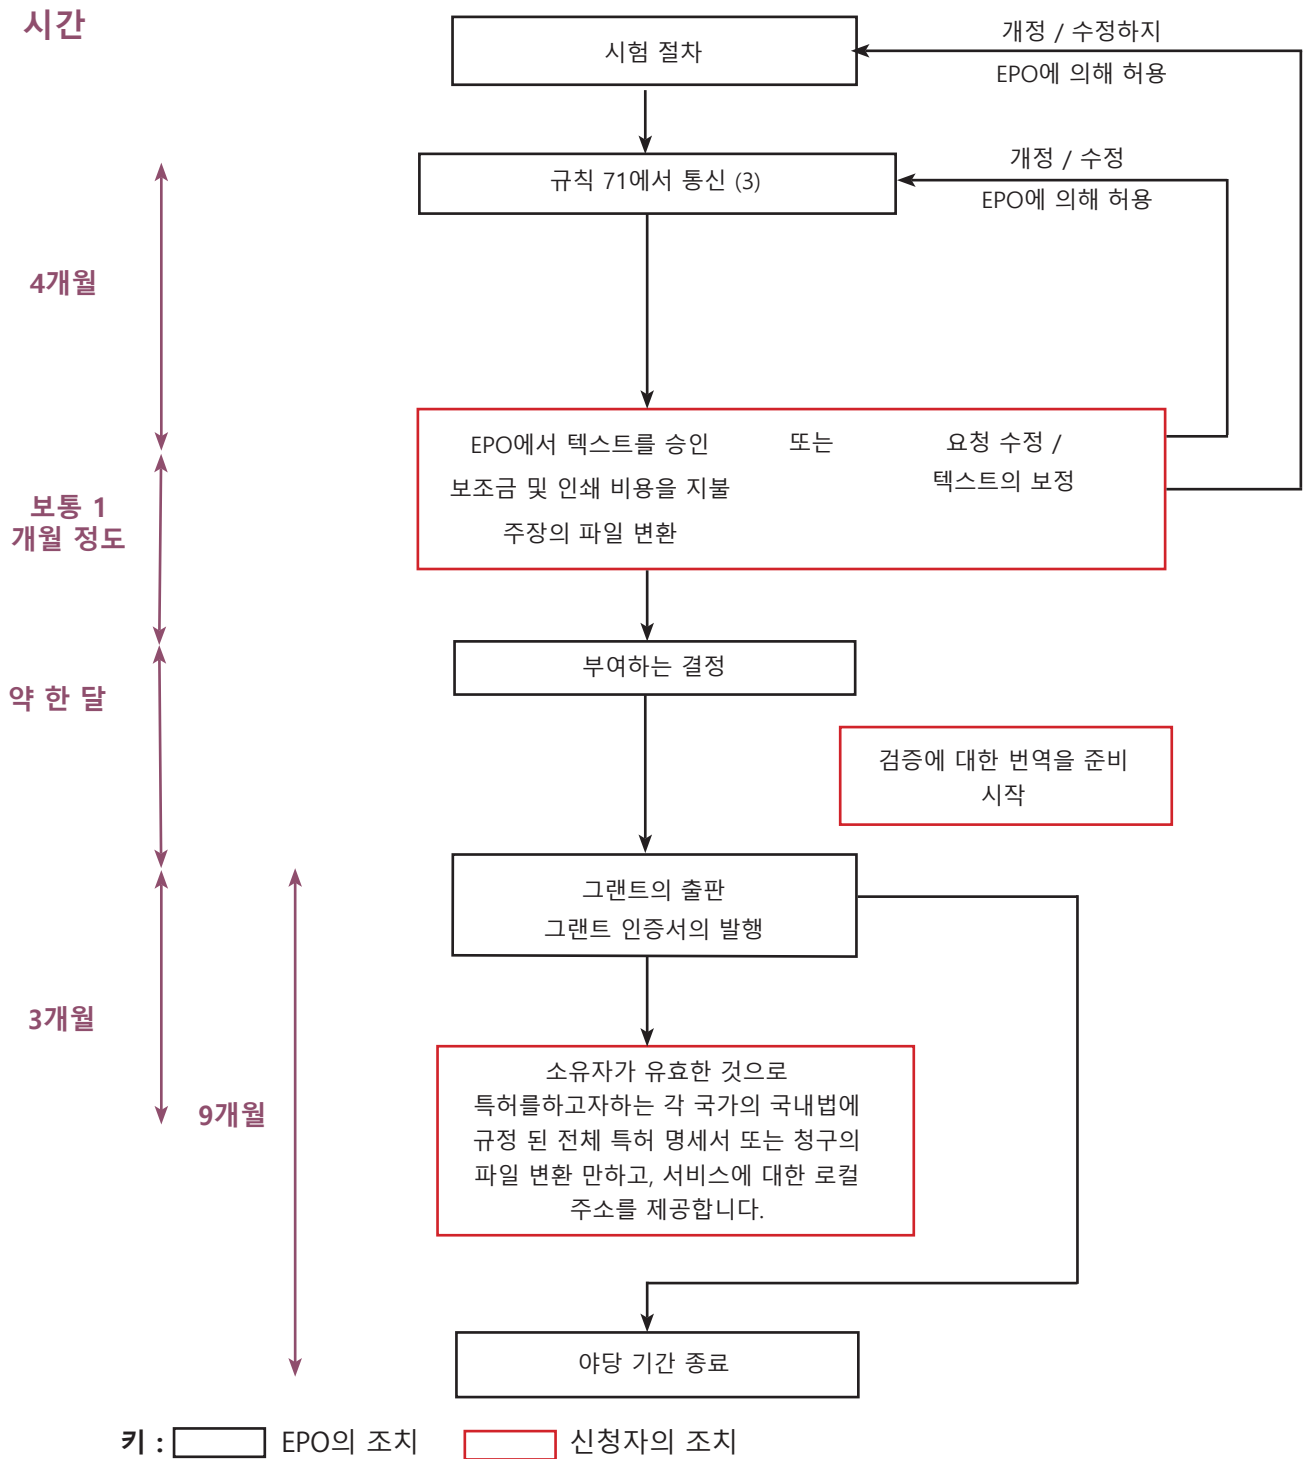 시간
시험 절차
개정 / 수정하지
EPO에 의해 허용
규칙 71에서 통신 (3)
개정 / 수정
EPO에 의해 허용
4개월
EPO에서 텍스트를 승인
보조금 및 인쇄 비용을 지불
주장의 파일 변환
또는
요청 수정 /
텍스트의 보정
보통 1
개월 정도
부여하는 결정
약 한 달
검증에 대한 번역을 준비
시작
그랜트의 출판
그랜트 인증서의 발행
3개월
9개월
소유자가 유효한 것으로
특허를하고자하는 각 국가의 국내법에
규정 된 전체 특허 명세서 또는 청구의
파일 변환 만하고, 서비스에 대한 로컬
주소를 제공합니다.
야당 기간 종료
키 : EPO의 조치 신청자의 조치